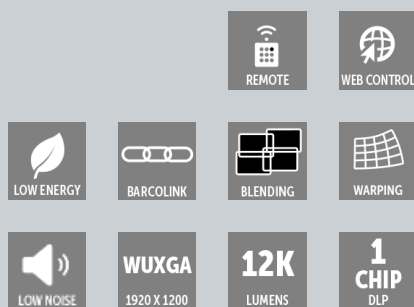 REMOTE
WEB CONTROL
LOW ENERGY
BARCOLINK
BLENDING
WARPING
LOW NOISE
WUXGA
1920 X 1200
12K
LUMENS
1
CHIP
DLP